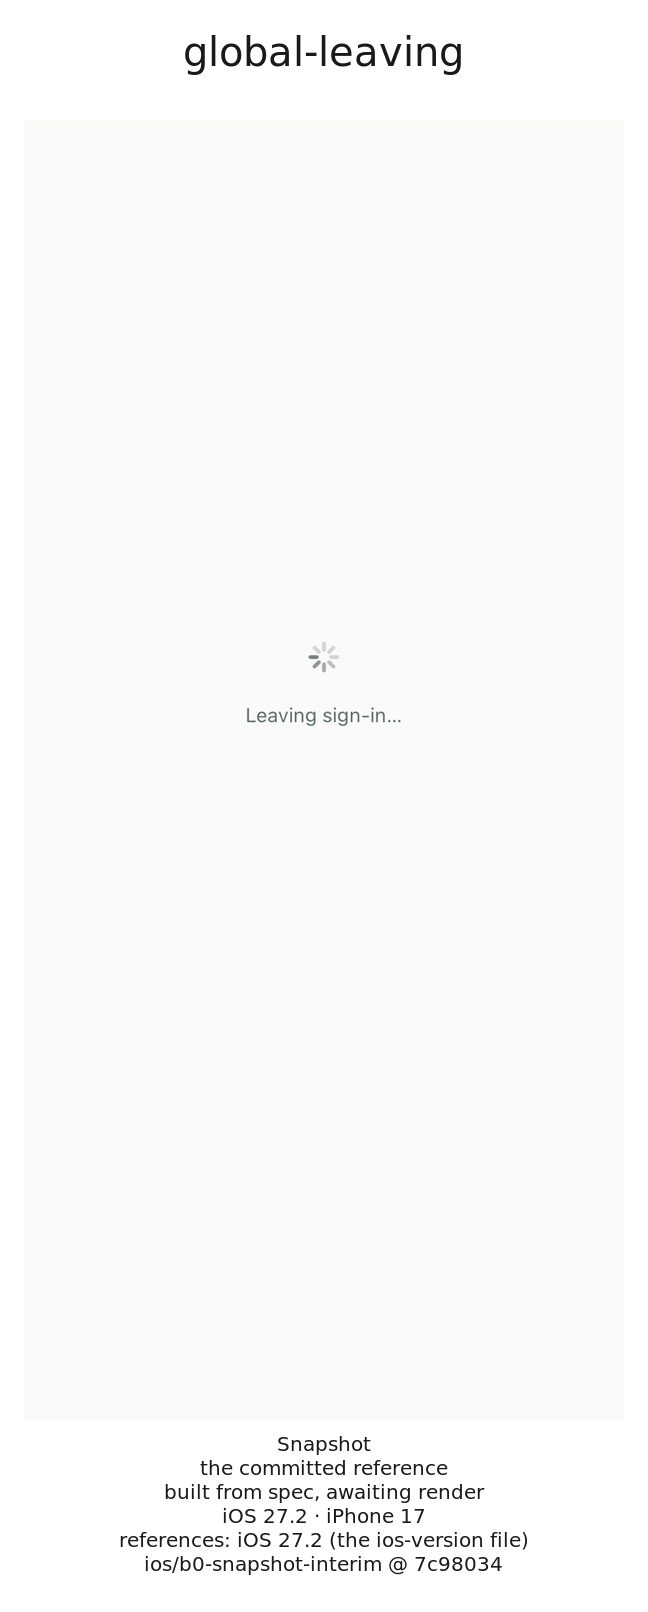 global-leaving
Leaving sign-in...
Snapshot
the committed reference
built from spec, awaiting render
iOS 27.2 · iPhone 17
references: iOS 27.2 (the ios-version file)
ios/b0-snapshot-interim @ 7c98034